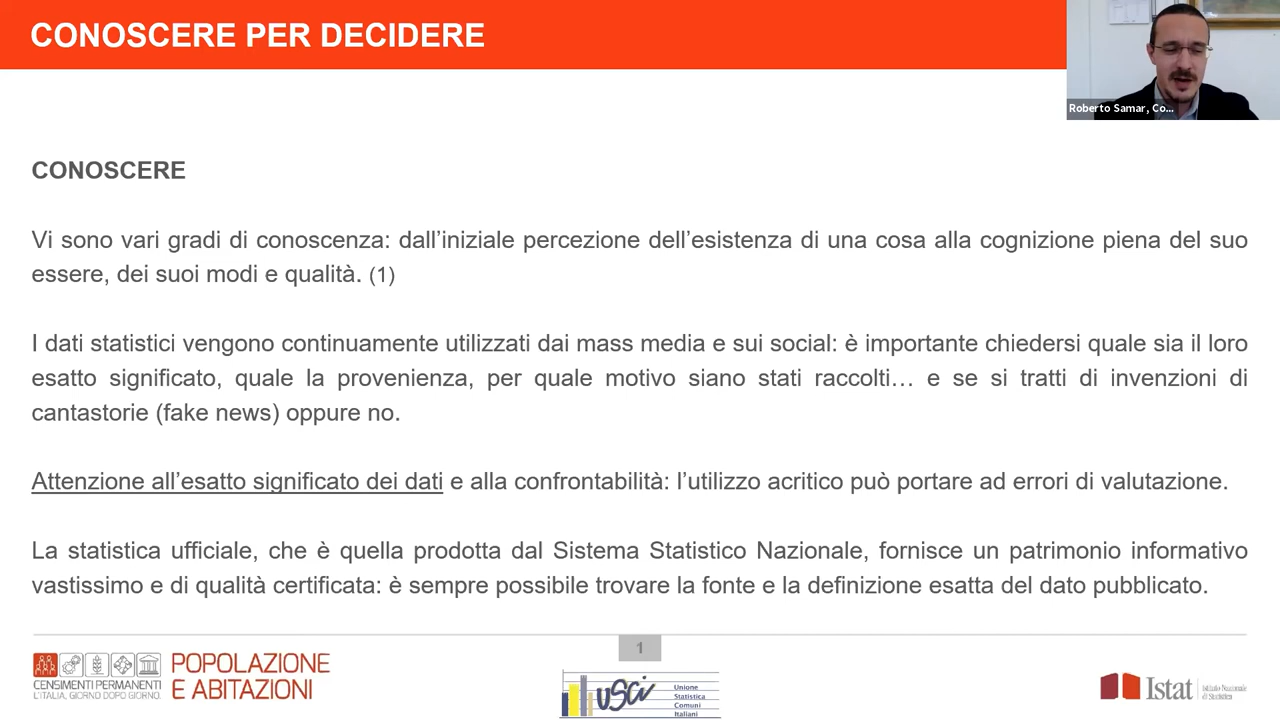 CONOSCERE PER DECIDERE
Roberto Samar, Co...
CONOSCERE
Vi sono vari gradi di conoscenza: dall’iniziale percezione dell’esistenza di una cosa alla cognizione piena del suo
essere, dei suoi modi e qualità. (1)
I dati statistici vengono continuamente utilizzati dai mass media e sui social: è importante chiedersi quale sia il loro
esatto significato, quale la provenienza, per quale motivo siano stati raccolti… e se si tratti di invenzioni di
cantastorie (fake news) oppure no.
Attenzione all’esatto significato dei dati e alla confrontabilità: l’utilizzo acritico può portare ad errori di valutazione.
La statistica ufficiale, che è quella prodotta dal Sistema Statistico Nazionale, fornisce un patrimonio informativo
vastissimo e di qualità certificata: è sempre possibile trovare la fonte e la definizione esatta del dato pubblicato.
1
CENSIMENTI PERMANENTI
L'ITALIA, GIORNO DOPO GIORNO.
POPOLAZIONE
E ABITAZIONI
usci
Unione
Statistica
Comuni
Italiani
Istat
Istituto Nazionale
di Statistica